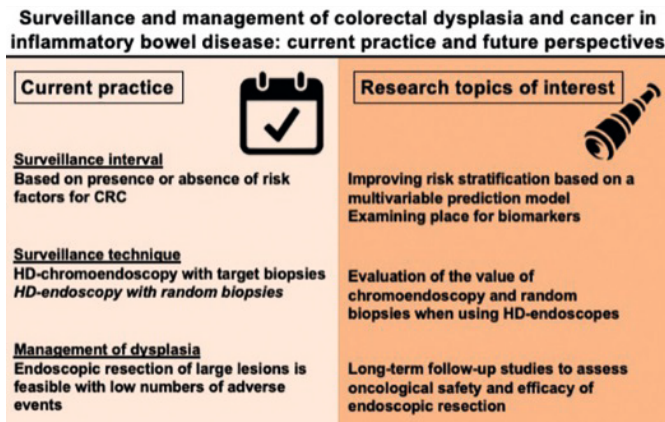 Surveillance and management of colorectal dysplasia and cancer in
inflammatory bowel disease: current practice and future perspectives
Current practice
Surveillance interval
Based on presence or absence of risk
factors for CRC
Surveillance technique
HD-chromoendoscopy with target biopsies
HD-endoscopy with random biopsies
Management of dysplasia
Endoscopic resection of large lesions is
feasible with low numbers of adverse
events
Research topics of interest
Improving risk stratification based on a
multivariable prediction model
Examining place for biomarkers
Evaluation of the value of
chromoendoscopy and random
biopsies when using HD-endoscopes
Long-term follow-up studies to assess
oncological safety and efficacy of
endoscopic resection